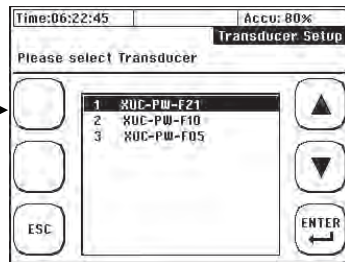 Time:06:22:45 Accu: 80%
Transducer Setup
Please select Transducer
1 XUC-PW-F21
2 XUC-PW-F10
3 XUC-PW-F05
ESC
ENTER